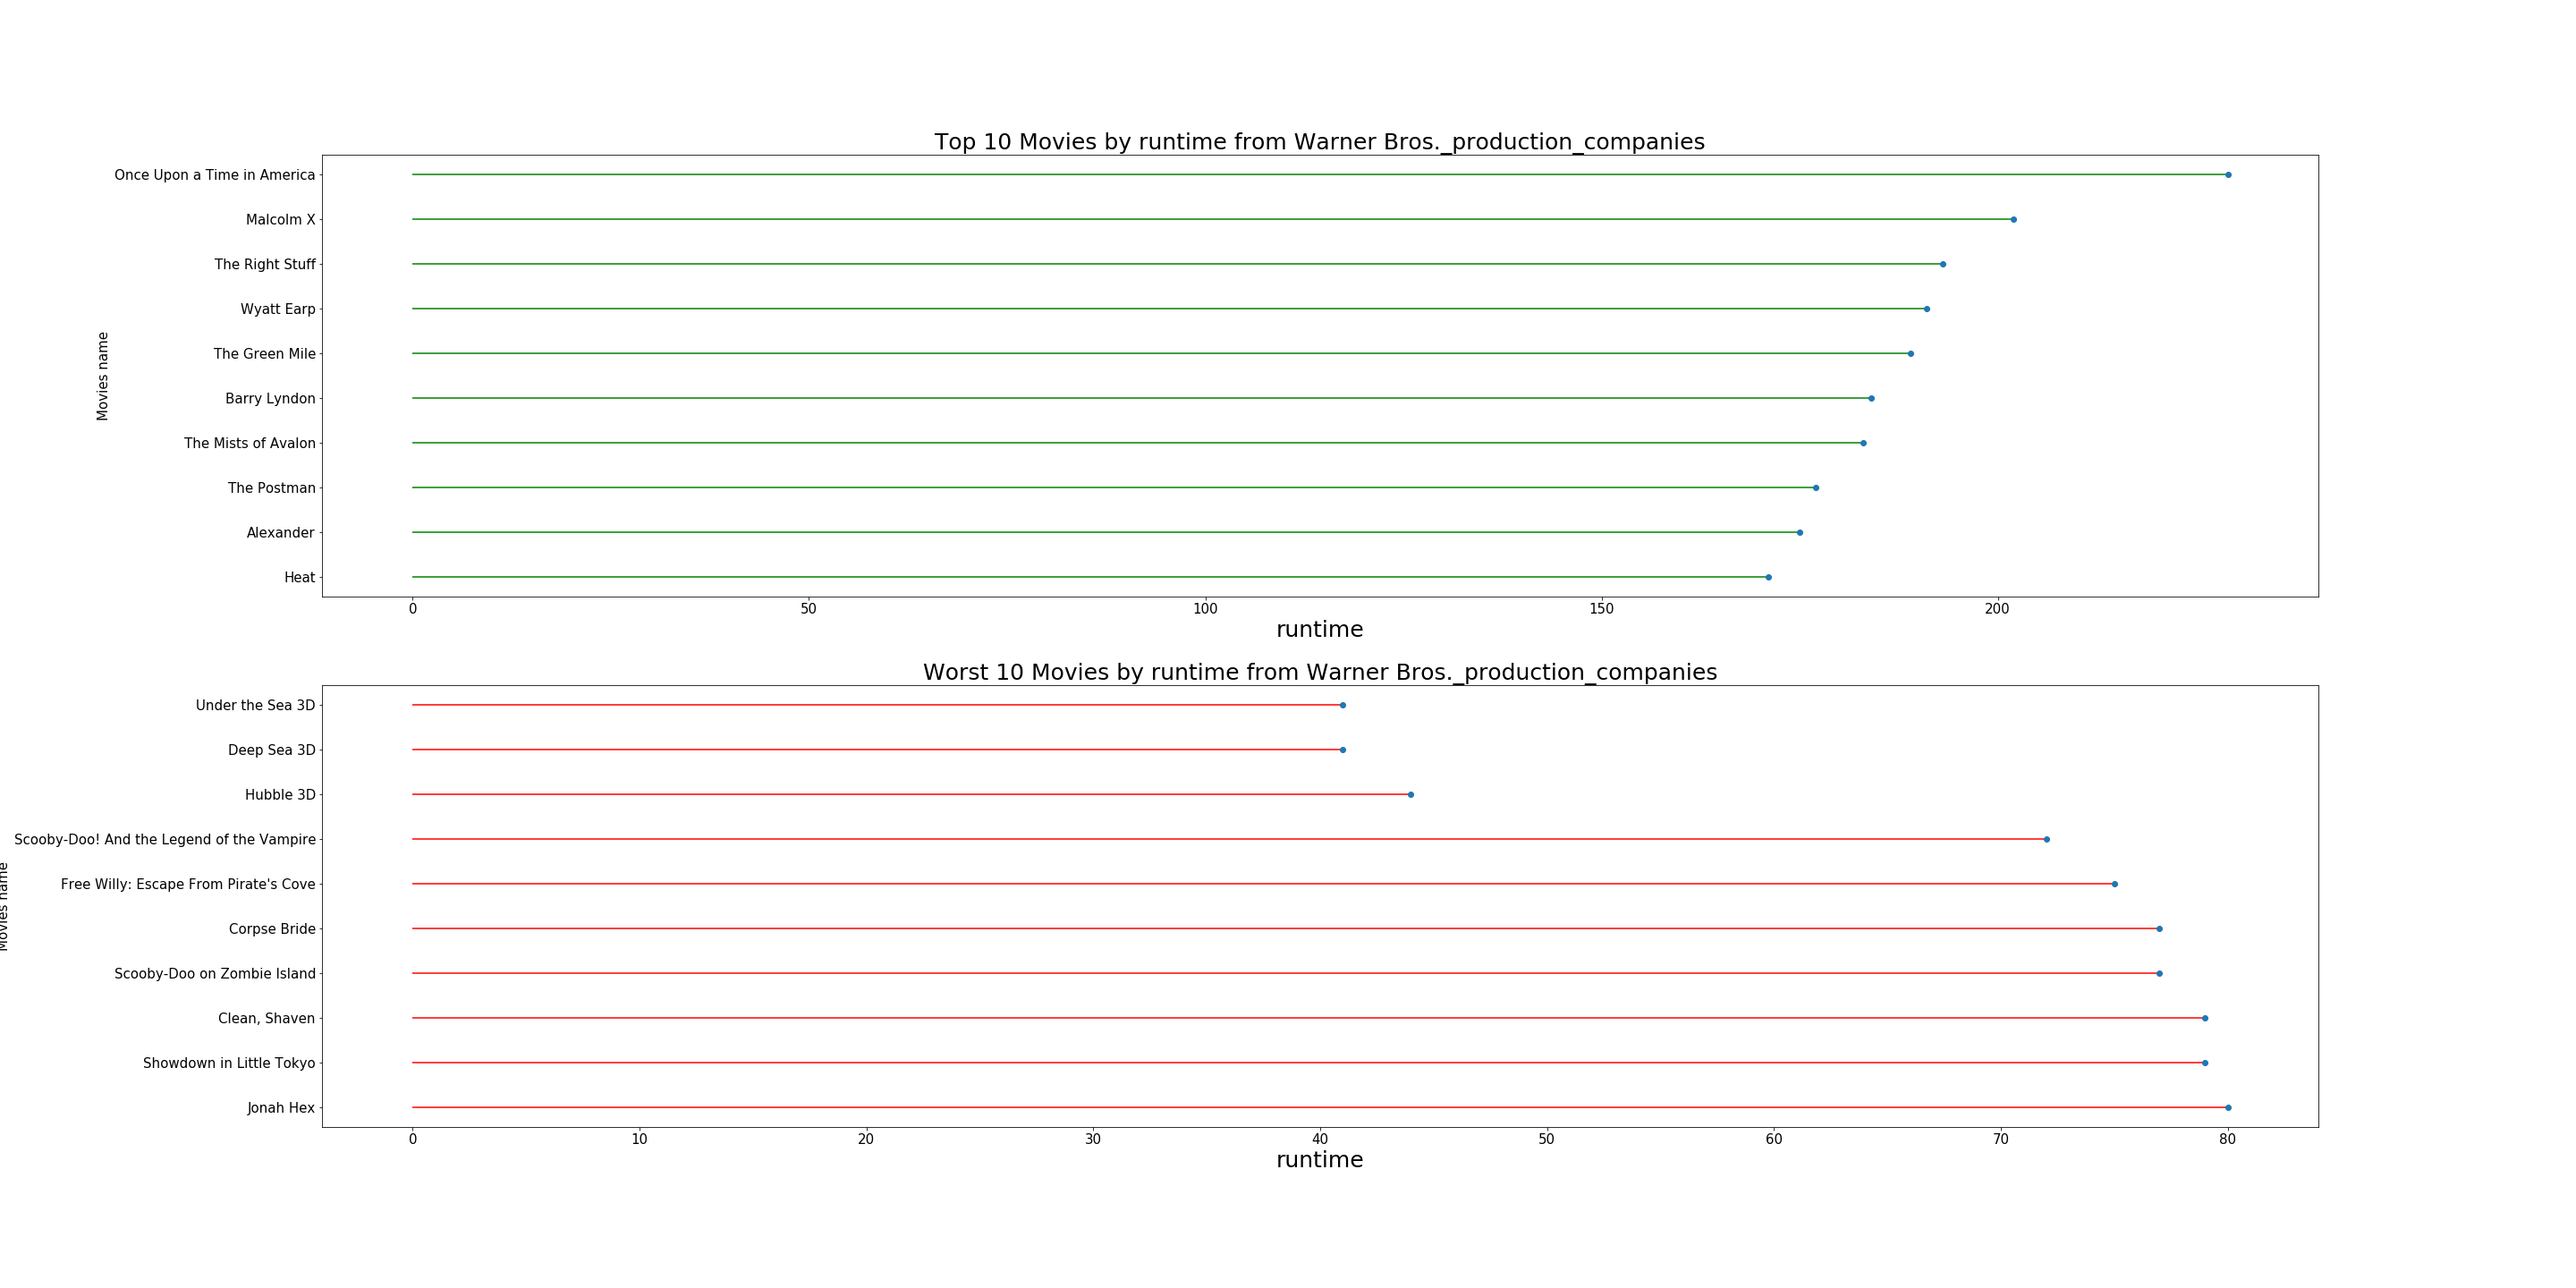 Top 10 Movies by runtime from Warner Bros._production_companies
Movies name
Once Upon a Time in America
Malcolm X
The Right Stuff
Wyatt Earp
The Green Mile
Barry Lyndon
The Mists of Avalon
The Postman
Alexander
Heat
0 50 100 150 200
runtime
Worst 10 Movies by runtime from Warner Bros._production_companies
Movies name
Under the Sea 3D
Deep Sea 3D
Hubble 3D
Scooby-Doo! And the Legend of the Vampire
Free Willy: Escape From Pirate's Cove
Corpse Bride
Scooby-Doo on Zombie Island
Clean, Shaven
Showdown in Little Tokyo
Jonah Hex
0 10 20 30 40 50 60 70 80
runtime